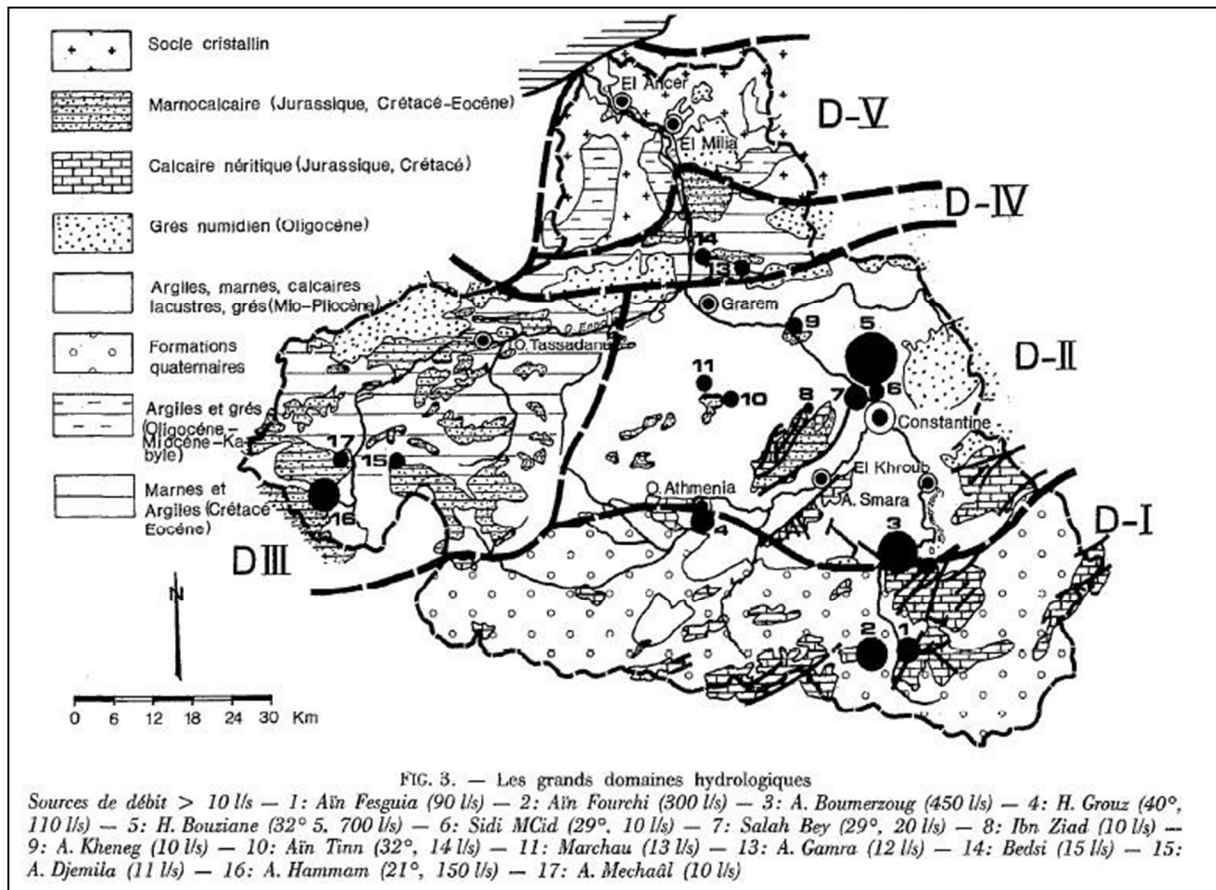 Socle cristallin
Marnocalcaire (Jurassique, Crétacé-Eocène)
Calcaire néritique (Jurassique, Crétacé)
Grés numidien (Oligocène)
Argiles, marnes, calcaires
lacustres, grés (Mio-Pliocène)
Formations
quaternaires
Argiles et grés
(Oligocène-
Miocène-Ka-
byle)
Marnes et
Argiles (Crétacé
Eocène)
El Ancer
El Milia
D-V
D-IV
14
13
Grarem
9
5
O. Tassadane
D-II
11
10
8
7
6
Constantine
17
15
El Khroub
O. Athmenia
A. Smara
16
4
3
D-I
D III
2
1
N
0 6 12 18 24 30 Km
FIG. 3. — Les grands domaines hydrologiques
Sources de débit > 10 l/s — 1: Aïn Fesguia (90 l/s) — 2: Aïn Fourchi (300 l/s) — 3: A. Boumerzoug (450 l/s) — 4: H. Grouz (40°,
110 l/s) — 5: H. Bouziane (32° 5, 700 l/s) — 6: Sidi MCid (29°, 10 l/s) — 7: Salah Bey (29°, 20 l/s) — 8: Ibn Ziad (10 l/s) —
9: A. Kheneg (10 l/s) — 10: Aïn Tinn (32°, 14 l/s) — 11: Marchau (13 l/s) — 13: A. Gamra (12 l/s) — 14: Bedsi (15 l/s) — 15:
A. Djemila (11 l/s) — 16: A. Hammam (21°, 150 l/s) — 17: A. Mechaâl (10 l/s)